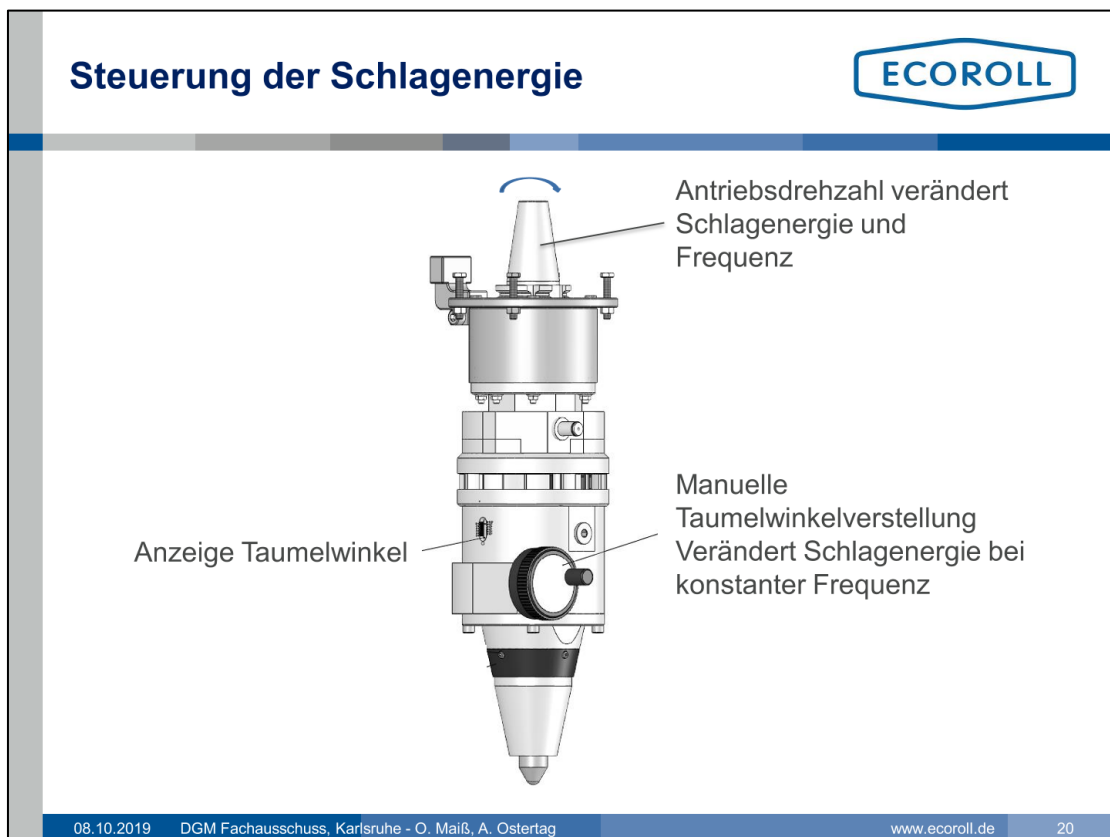 Steuerung der Schlagenergie
ECOROLL
Antriebsdrehzahl verändert
Schlagenergie und
Frequenz
Manuelle
Taumelwinkelverstellung
Verändert Schlagenergie bei
konstanter Frequenz
Anzeige Taumelwinkel
08.10.2019 DGM Fachausschuss, Karlsruhe - O. Maiß, A. Ostertag www.ecoroll.de 20